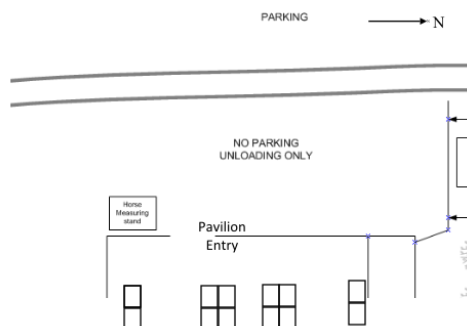 PARKING
N
NO PARKING
UNLOADING ONLY
Horse
Measuring
stand
Pavilion
Entry